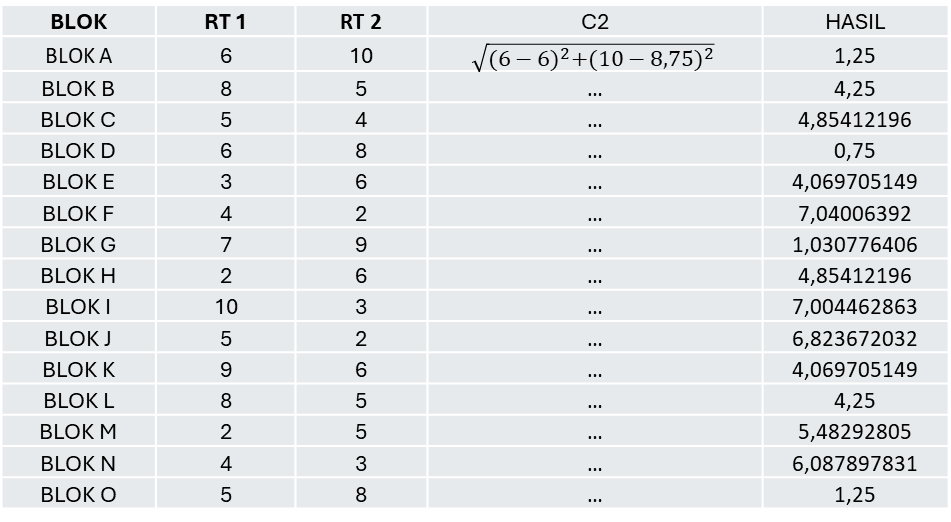 BLOK RT 1 RT 2 C2 HASIL
BLOK A 6 10 √(6 − 6)²+(10 − 8,75)² 1,25
BLOK B 8 5 ... 4,25
BLOK C 5 4 ... 4,85412196
BLOK D 6 8 ... 0,75
BLOK E 3 6 ... 4,069705149
BLOK F 4 2 ... 7,04006392
BLOK G 7 9 ... 1,030776406
BLOK H 2 6 ... 4,85412196
BLOK I 10 3 ... 7,004462863
BLOK J 5 2 ... 6,823672032
BLOK K 9 6 ... 4,069705149
BLOK L 8 5 ... 4,25
BLOK M 2 5 ... 5,48292805
BLOK N 4 3 ... 6,087897831
BLOK O 5 8 ... 1,25